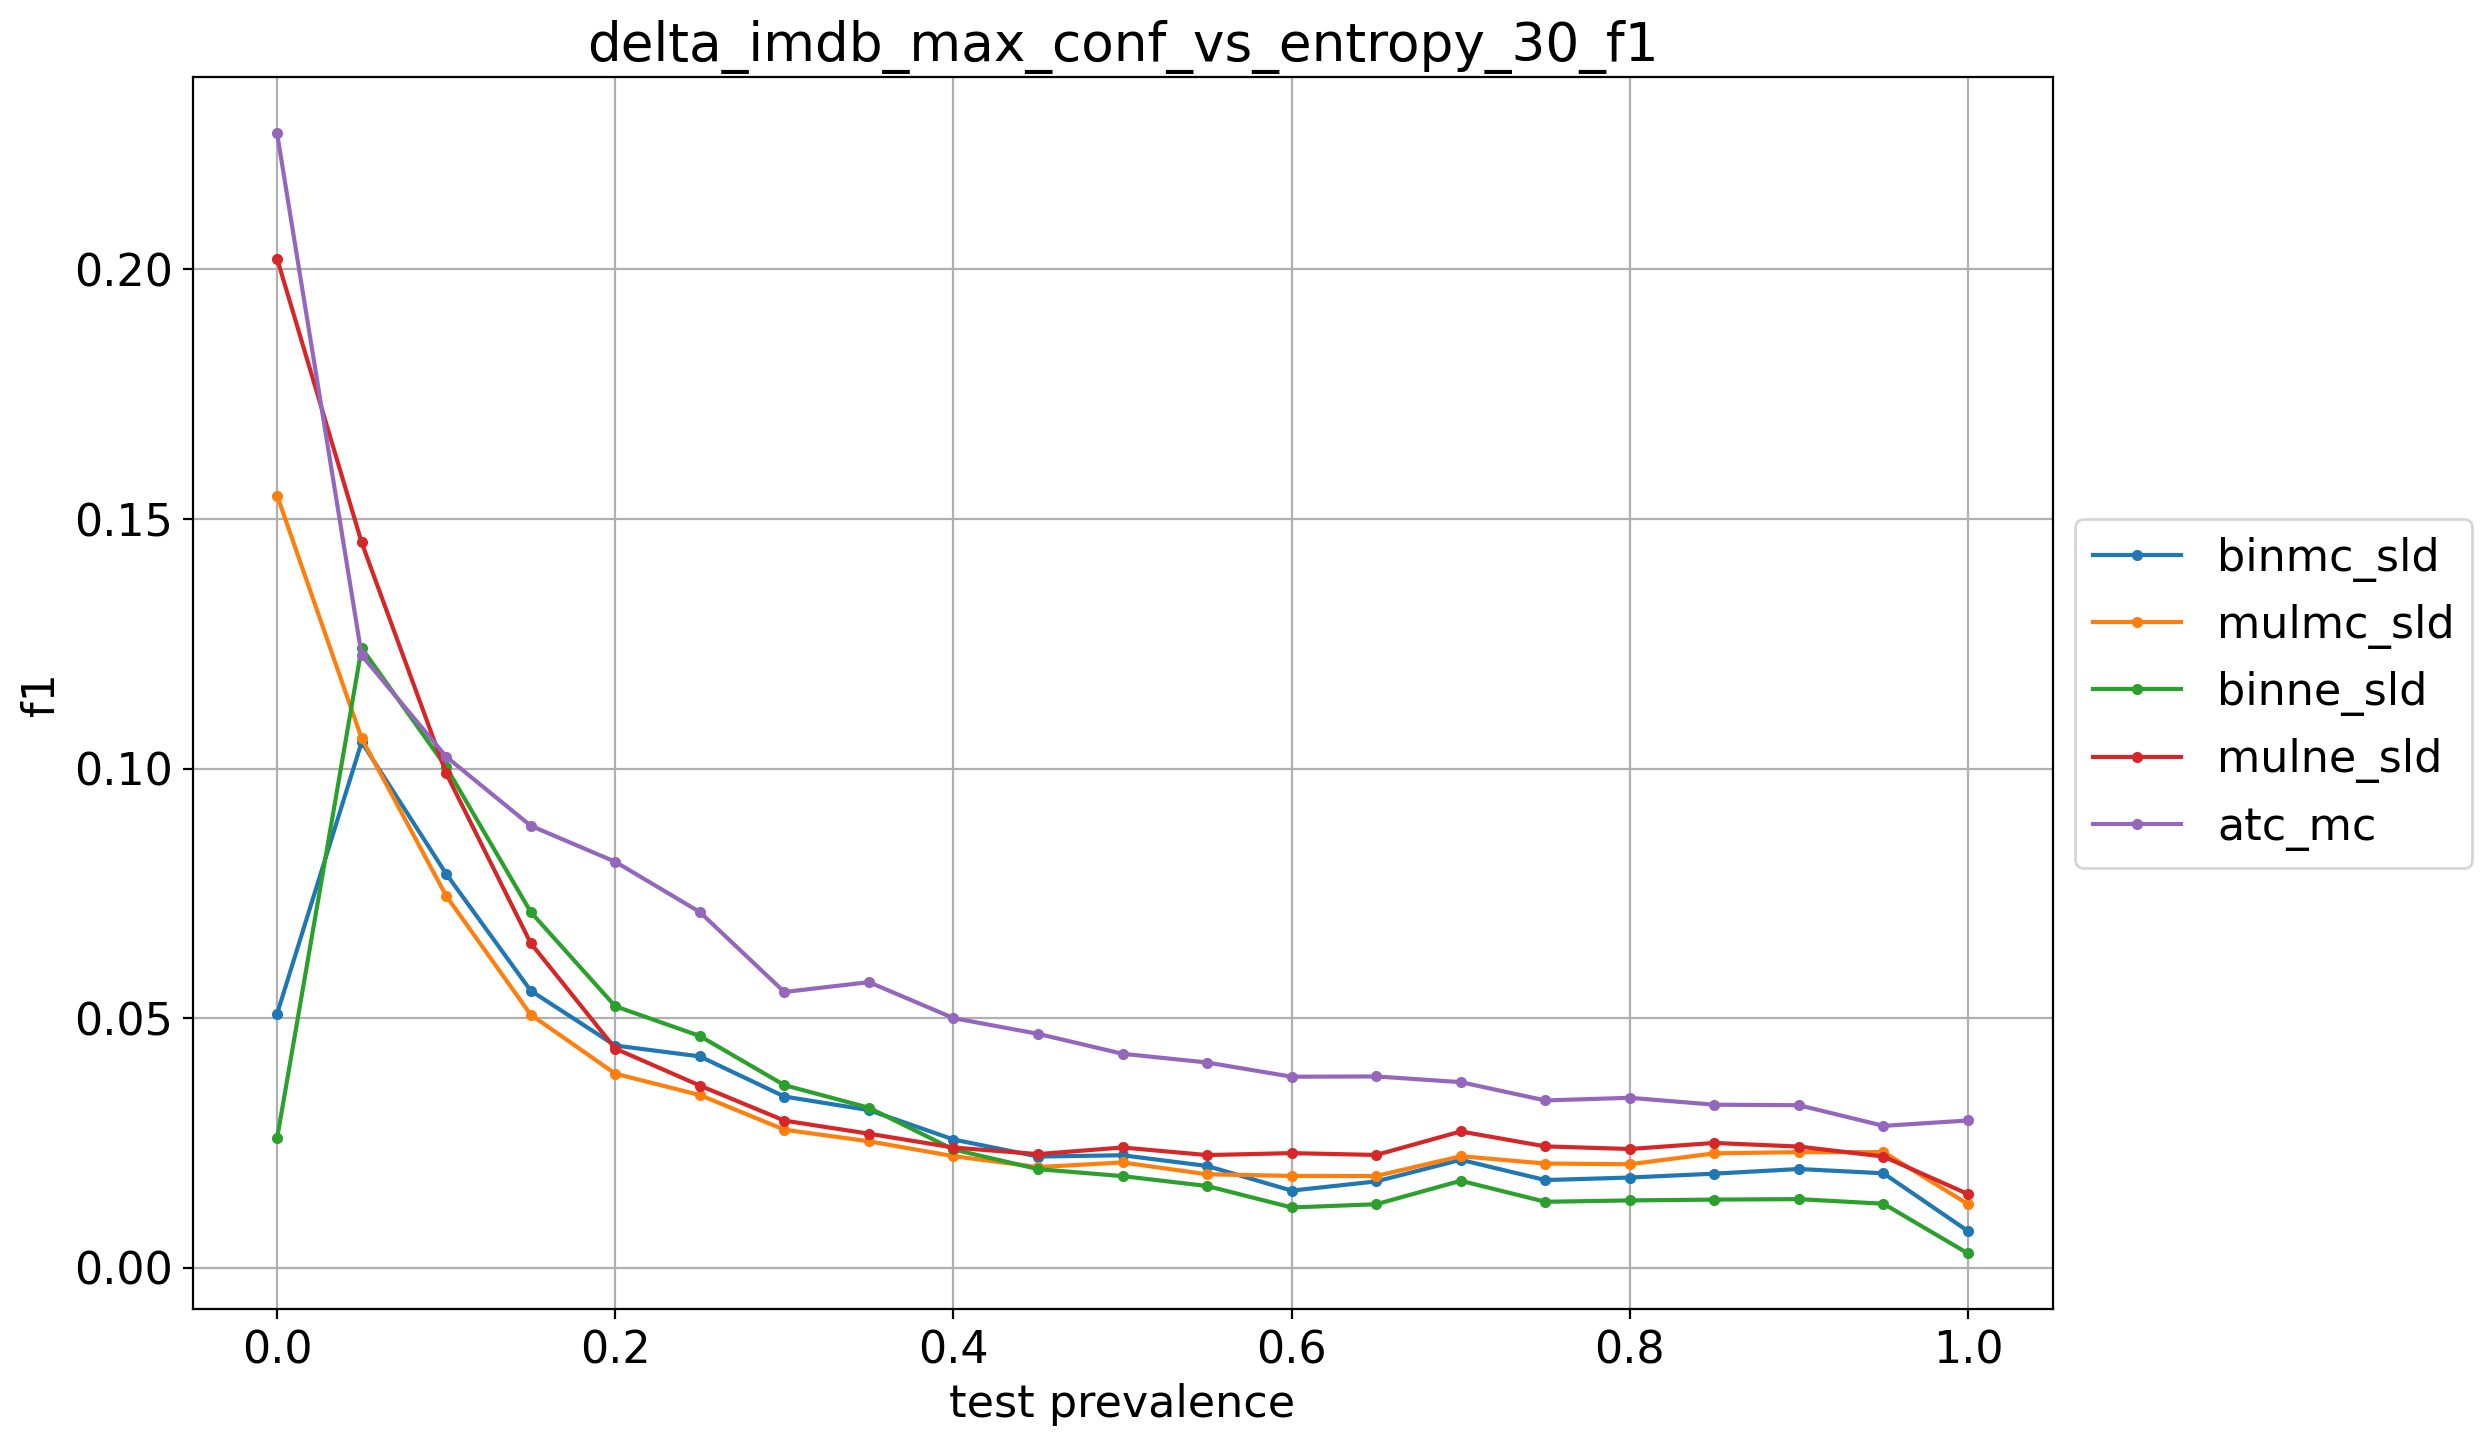 delta_imdb_max_conf_vs_entropy_30_f1
f1
0.20
0.15
0.10
0.05
0.00
0.0 0.2 0.4 0.6 0.8 1.0
test prevalence
binmc_sld
mulmc_sld
binne_sld
mulne_sld
atc_mc